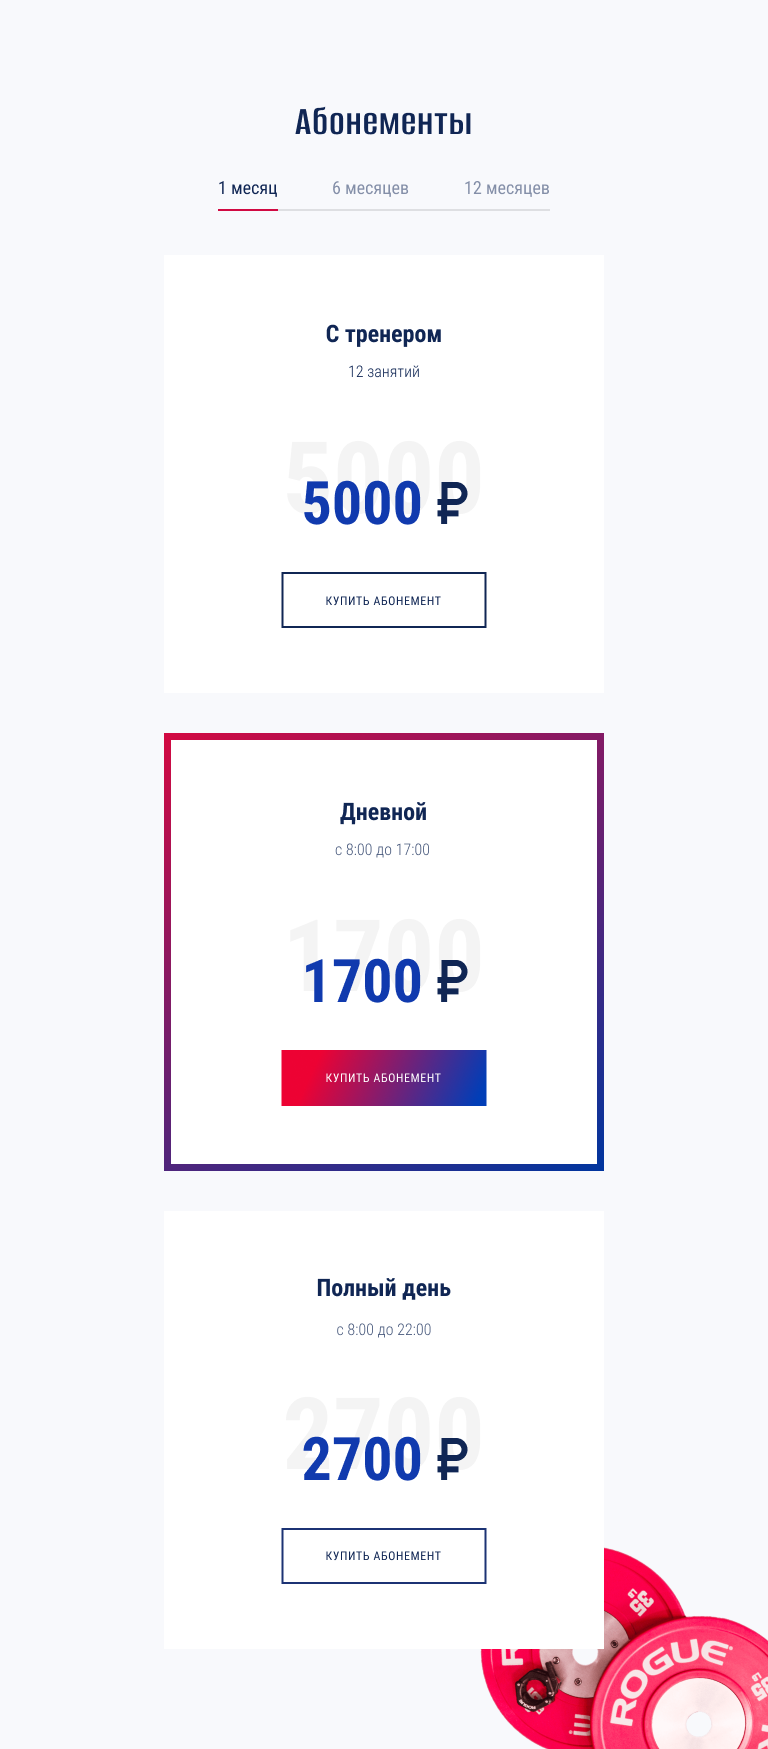 Абонементы
1 месяц 6 месяцев 12 месяцев
С тренером
12 занятий
5000
5000 ₽
КУПИТЬ АБОНЕМЕНТ
Дневной
с 8:00 до 17:00
1700
1700 ₽
КУПИТЬ АБОНЕМЕНТ
Полный день
с 8:00 до 22:00
2700
2700 ₽
КУПИТЬ АБОНЕМЕНТ
35
ROGUE